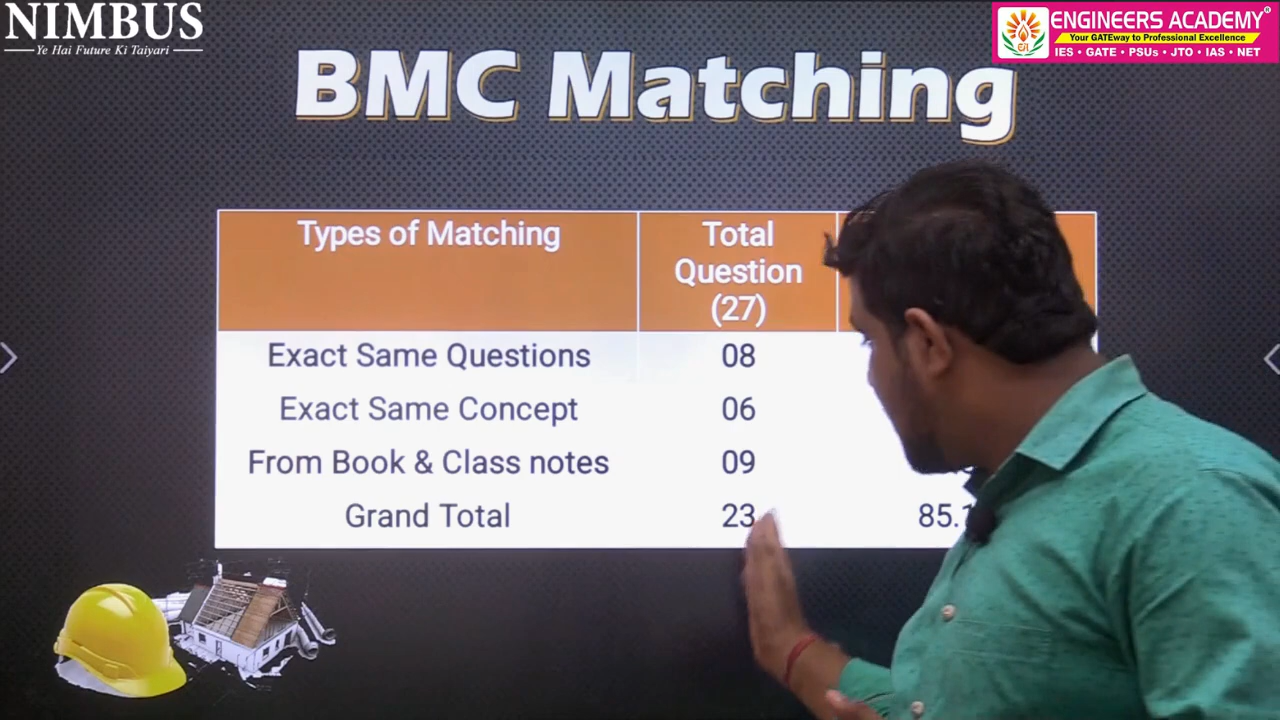 NIMBUS
Ye Hai Future Ki Taiyari
ENGINEERS ACADEMY®
Your GATEway to Professional Excellence
IES • GATE • PSUs • JTO • IAS • NET
BMC Matching
Types of Matching
Total
Question
(27)
Exact Same Questions 08
Exact Same Concept 06
From Book & Class notes 09
Grand Total 23 85.